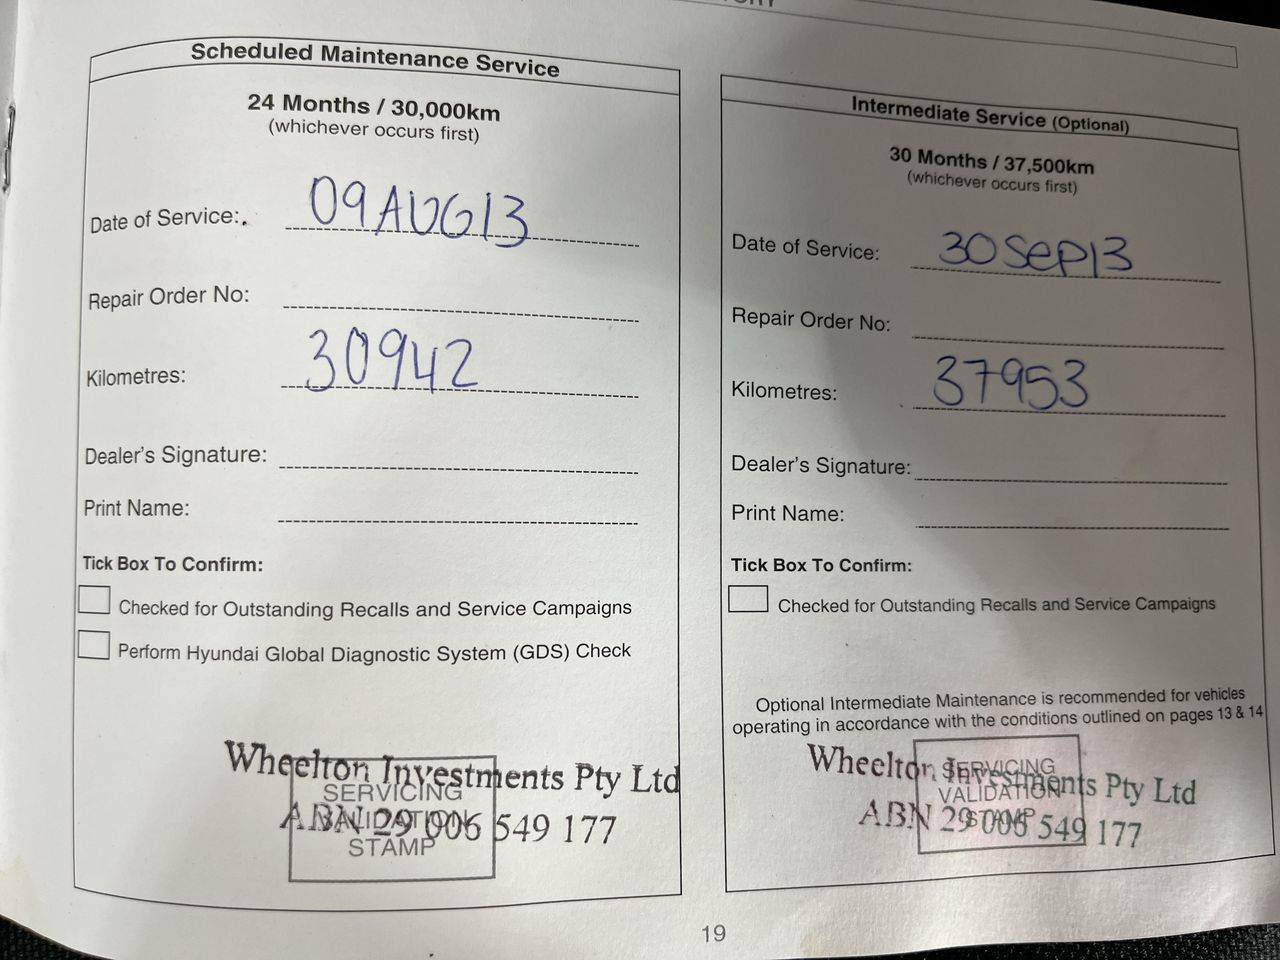 Scheduled Maintenance Service
24 Months / 30,000km
(whichever occurs first)
Date of Service: 09AUG13
Repair Order No:
Kilometres: 30942
Dealer's Signature:
Print Name:
Tick Box To Confirm:
Checked for Outstanding Recalls and Service Campaigns
Perform Hyundai Global Diagnostic System (GDS) Check
Wheelton Investments Pty Ltd
SERVICING
ABN 29 006 549 177
VALIDATION
STAMP
Intermediate Service (Optional)
30 Months / 37,500km
(whichever occurs first)
Date of Service: 30Sep13
Repair Order No:
Kilometres: 37953
Dealer's Signature:
Print Name:
Tick Box To Confirm:
Checked for Outstanding Recalls and Service Campaigns
Optional Intermediate Maintenance is recommended for vehicles
operating in accordance with the conditions outlined on pages 13 & 14
Wheelton Investments Pty Ltd
SERVICING
VALIDATION
ABN 29 006 549 177
STAMP
19